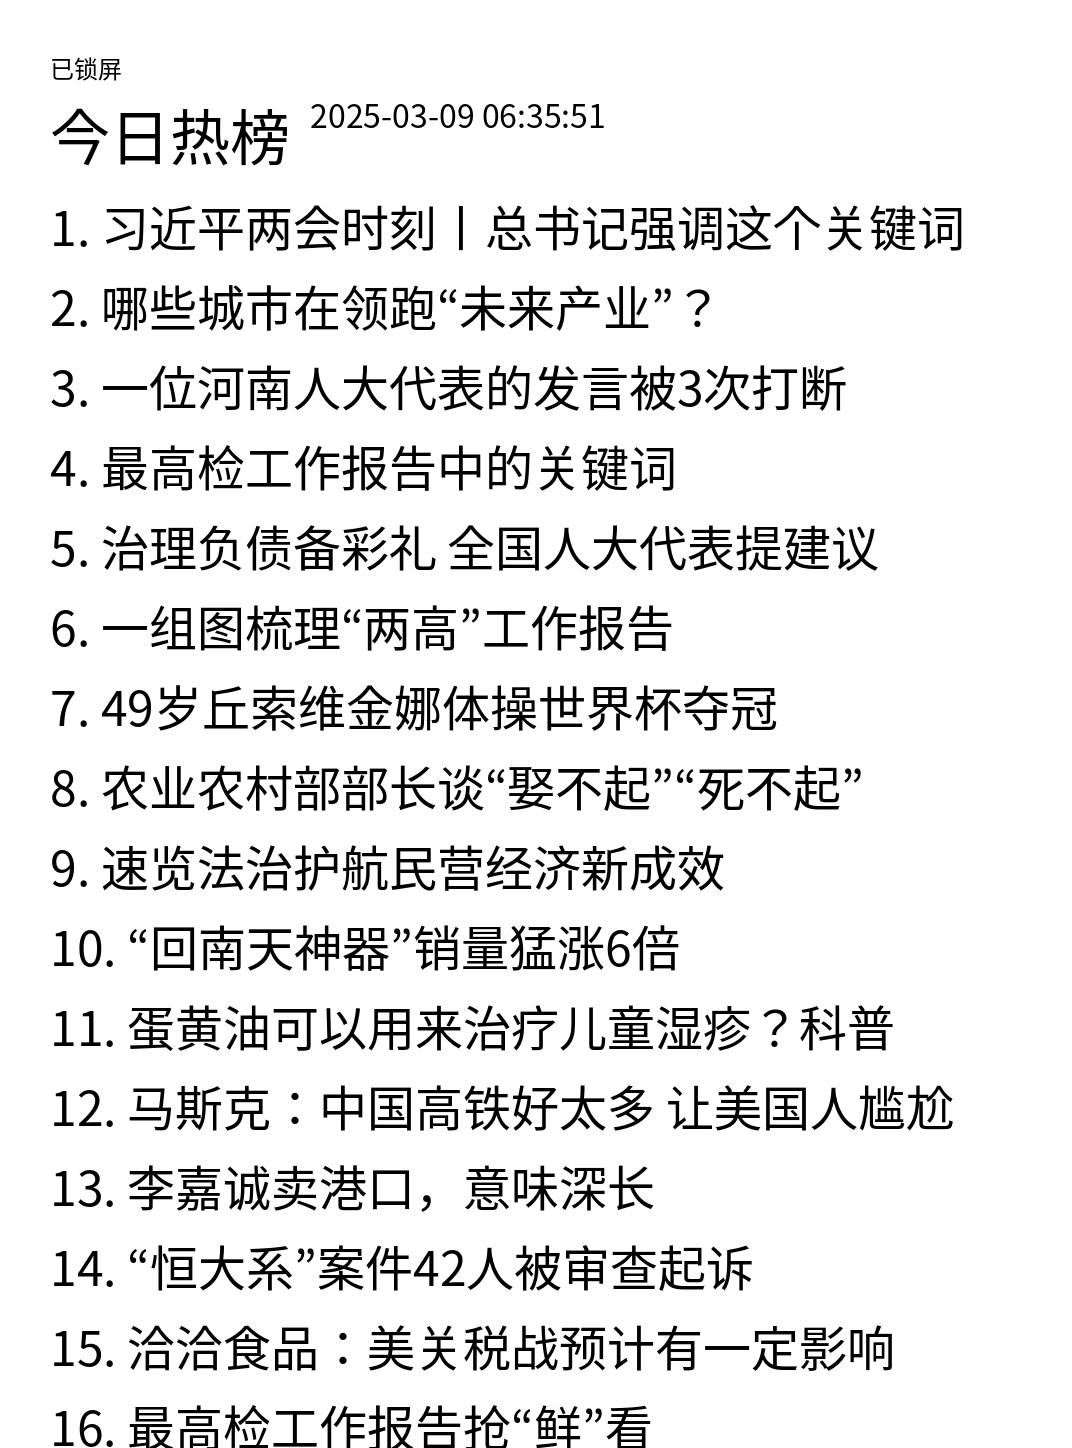 已锁屏
今日热榜 2025-03-09 06:35:51
1. 习近平两会时刻丨总书记强调这个关键词
2. 哪些城市在领跑“未来产业”？
3. 一位河南人大代表的发言被3次打断
4. 最高检工作报告中的关键词
5. 治理负债备彩礼 全国人大代表提建议
6. 一组图梳理“两高”工作报告
7. 49岁丘索维金娜体操世界杯夺冠
8. 农业农村部部长谈“娶不起”“死不起”
9. 速览法治护航民营经济新成效
10. “回南天神器”销量猛涨6倍
11. 蛋黄油可以用来治疗儿童湿疹？科普
12. 马斯克：中国高铁好太多 让美国人尴尬
13. 李嘉诚卖港口，意味深长
14. “恒大系”案件42人被审查起诉
15. 洽洽食品：美关税战预计有一定影响
16. 最高检工作报告抢“鲜”看